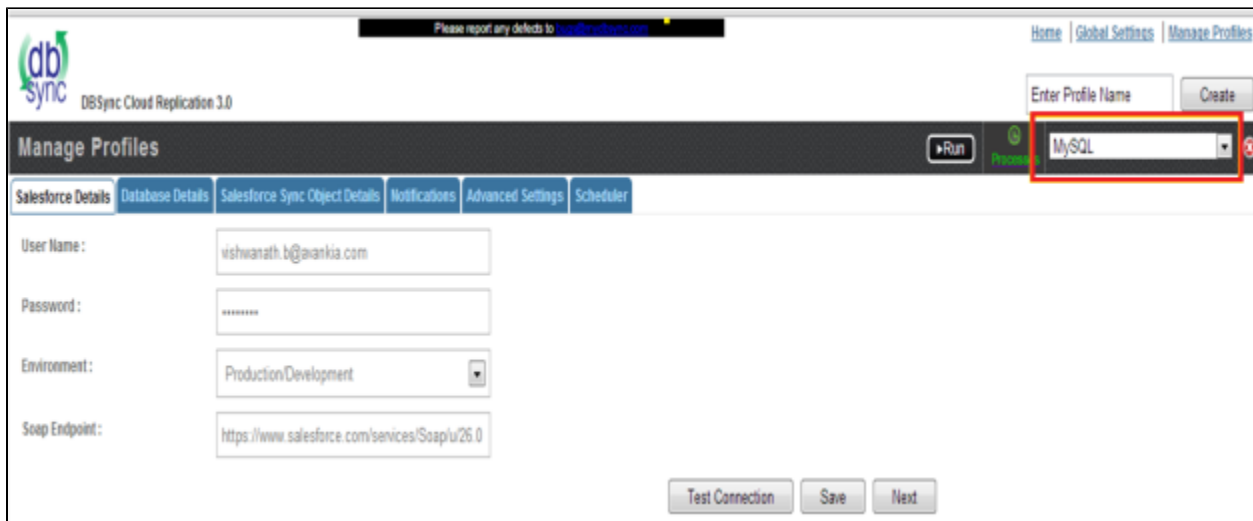 Please report any defects to
Home | Global Settings | Manage Profiles
db
sync
DBSync Cloud Replication 3.0
Enter Profile Name
Create
Manage Profiles
Run
Processes
MySQL
Salesforce Details
Database Details
Salesforce Sync Object Details
Notifications
Advanced Settings
Scheduler
User Name :
vishwanath.b@avankia.com
Password :
********
Environment :
Production/Development
Soap Endpoint :
https://www.salesforce.com/services/Soap/u/26.0
Test Connection
Save
Next